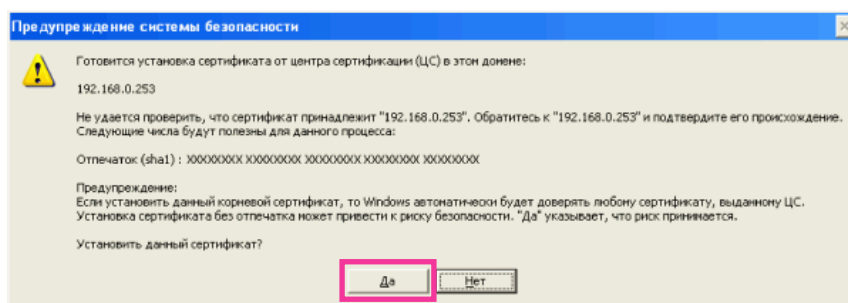 Предупреждение системы безопасности
Готовится установка сертификата от центра сертификации (ЦС) в этом домене:
192.168.0.253
Не удается проверить, что сертификат принадлежит "192.168.0.253". Обратитесь к "192.168.0.253" и подтвердите его происхождение.
Следующие числа будут полезны для данного процесса:
Отпечаток (sha1) : XXXXXXXX XXXXXXXX XXXXXXXX XXXXXXXX XXXXXXXX
Предупреждение:
Если установить данный корневой сертификат, то Windows автоматически будет доверять любому сертификату, выданному ЦС.
Установка сертификата без отпечатка может привести к риску безопасности. "Да" указывает, что риск принимается.
Установить данный сертификат?
Да Нет